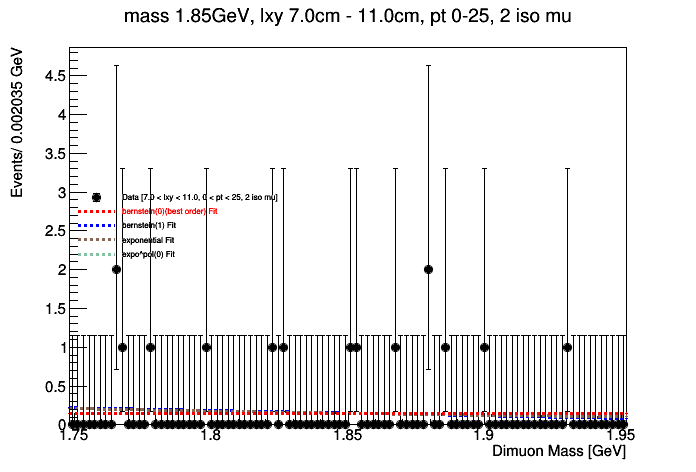 mass 1.85GeV, lxy 7.0cm - 11.0cm, pt 0-25, 2 iso mu
Events/ 0.002035 GeV
4.5
4
3.5
3
2.5
2
1.5
1
0.5
0
Data [7.0 < lxy < 11.0, 0 < pt < 25, 2 iso mu]
bernstein(0)(best order) Fit
bernstein(1) Fit
exponential Fit
expo*pol(0) Fit
1.75 1.8 1.85 1.9 1.95
Dimuon Mass [GeV]